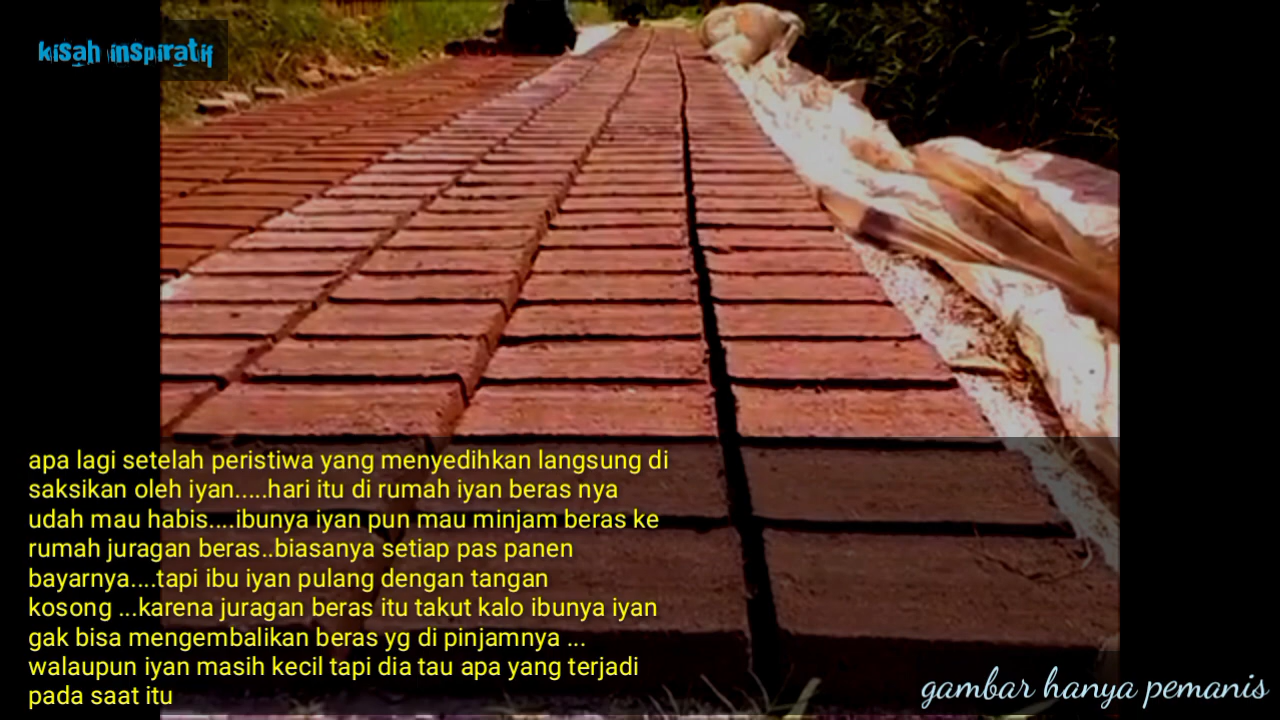 kisah inspiratif
apa lagi setelah peristiwa yang menyedihkan langsung di
saksikan oleh iyan.....hari itu di rumah iyan beras nya
udah mau habis....ibunya iyan pun mau minjam beras ke
rumah juragan beras..biasanya setiap pas panen
bayarnya....tapi ibu iyan pulang dengan tangan
kosong ...karena juragan beras itu takut kalo ibunya iyan
gak bisa mengembalikan beras yg di pinjamnya ...
walaupun iyan masih kecil tapi dia tau apa yang terjadi
pada saat itu
gambar hanya pemanis